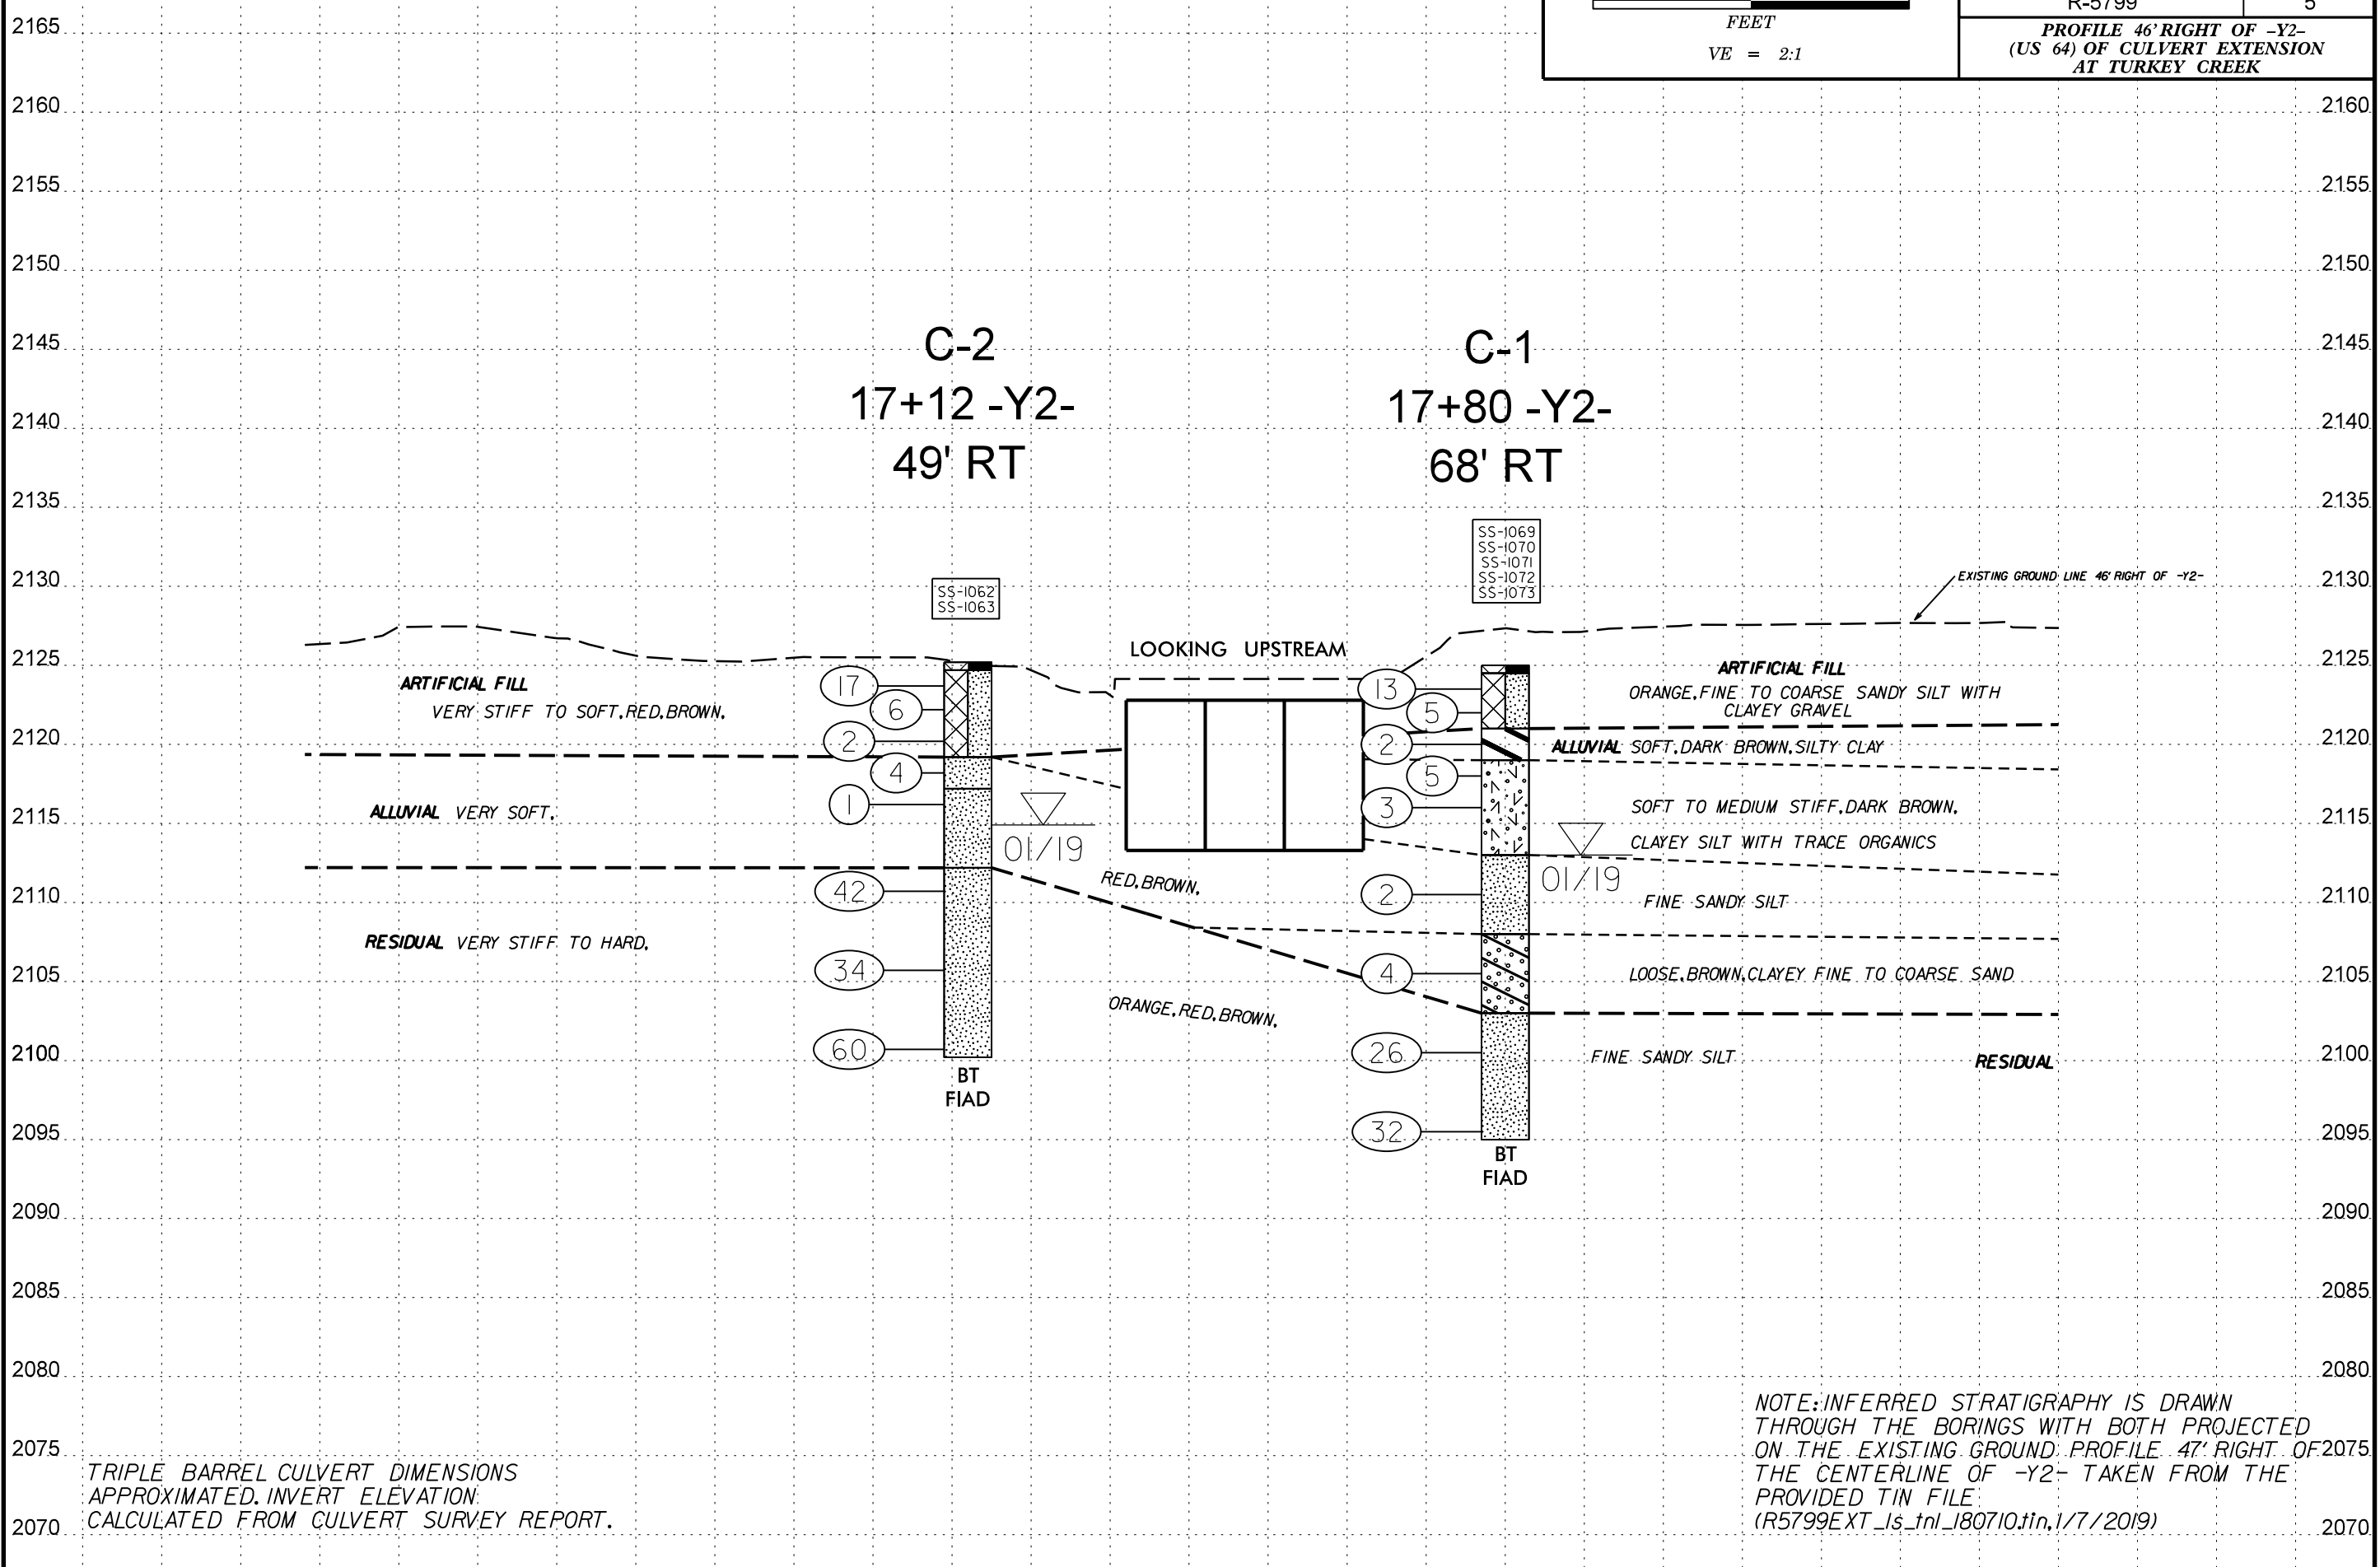 R-5799 5
FEET
VE = 2:1
PROFILE 46' RIGHT OF -Y2-
(US 64) OF CULVERT EXTENSION
AT TURKEY CREEK
2165
2160 2160
2155 2155
2150 2150
2145 2145
2140 2140
2135 2135
2130 2130
2125 2125
2120 2120
2115 2115
2110 2110
2105 2105
2100 2100
2095 2095
2090 2090
2085 2085
2080 2080
2075 2075
2070 2070
C-2
17+12 -Y2-
49' RT
SS-1062
SS-1063
17
6
2
4
1
42
34
60
BT
FIAD
01/19
C-1
17+80 -Y2-
68' RT
SS-1069
SS-1070
SS-1071
SS-1072
SS-1073
13
5
2
5
3
2
4
26
32
BT
FIAD
01/19
EXISTING GROUND LINE 46' RIGHT OF -Y2-
LOOKING UPSTREAM
ARTIFICIAL FILL
VERY STIFF TO SOFT, RED, BROWN,
ALLUVIAL VERY SOFT,
RESIDUAL VERY STIFF TO HARD,
RED, BROWN,
ORANGE, RED, BROWN,
ARTIFICIAL FILL
ORANGE, FINE TO COARSE SANDY SILT WITH
CLAYEY GRAVEL
ALLUVIAL SOFT, DARK BROWN, SILTY CLAY
SOFT TO MEDIUM STIFF, DARK BROWN,
CLAYEY SILT WITH TRACE ORGANICS
FINE SANDY SILT
LOOSE, BROWN, CLAYEY FINE TO COARSE SAND
FINE SANDY SILT RESIDUAL
TRIPLE BARREL CULVERT DIMENSIONS
APPROXIMATED. INVERT ELEVATION
CALCULATED FROM CULVERT SURVEY REPORT.
NOTE: INFERRED STRATIGRAPHY IS DRAWN
THROUGH THE BORINGS WITH BOTH PROJECTED
ON THE EXISTING GROUND PROFILE 47' RIGHT OF
THE CENTERLINE OF -Y2- TAKEN FROM THE
PROVIDED TIN FILE
(R5799EXT_ls_tnl_180710.tin, 1/7/2019)